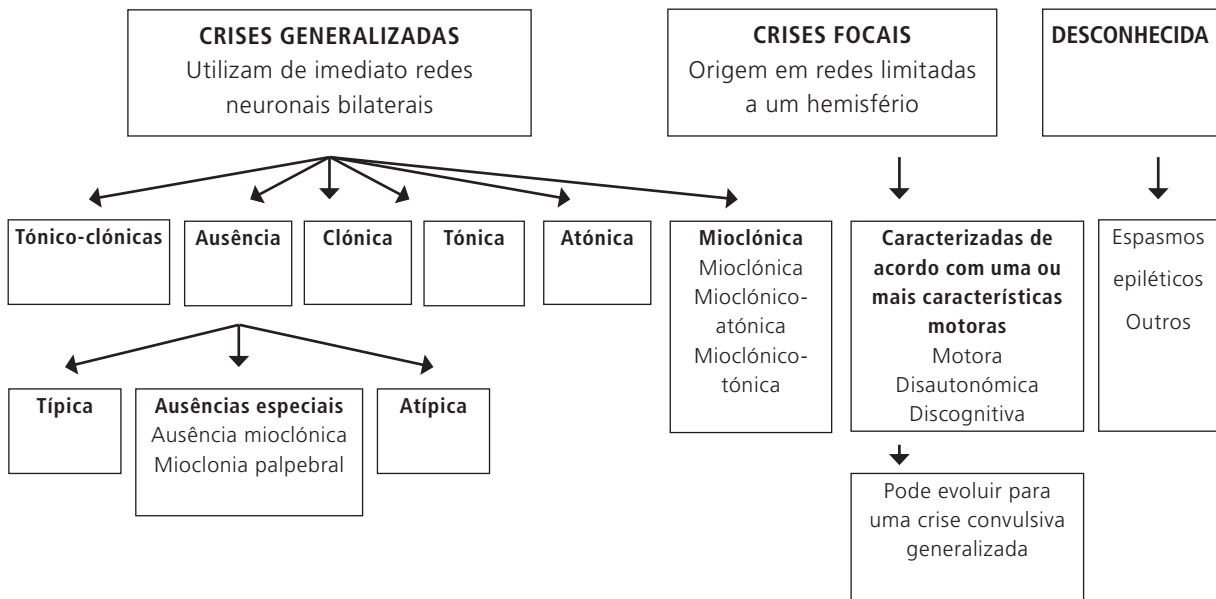 CRISES GENERALIZADAS
Utilizam de imediato redes
neuronais bilaterais
CRISES FOCAIS
Origem em redes limitadas
a um hemisfério
DESCONHECIDA
Tónico-clónicas
Ausência
Clónica
Tónica
Atónica
Mioclónica
Mioclónica
Mioclónico-
atónica
Mioclónico-
tónica
Caracterizadas de
acordo com uma ou
mais características
motoras
Motora
Disautonómica
Discognitiva
Espasmos
epiléticos
Outros
Típica
Ausências especiais
Ausência mioclónica
Mioclonia palpebral
Atípica
Pode evoluir para
uma crise convulsiva
generalizada